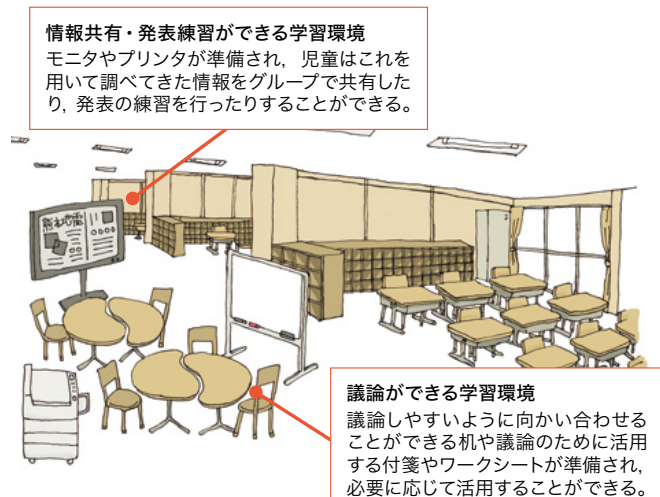 情報共有・発表練習ができる学習環境
モニタやプリンタが準備され，児童はこれを
用いて調べてきた情報をグループで共有した
り，発表の練習を行ったりすることができる。
熊本地震
議論ができる学習環境
議論しやすいように向かい合わせる
ことができる机や議論のために活用
する付箋やワークシートが準備され，
必要に応じて活用することができる。